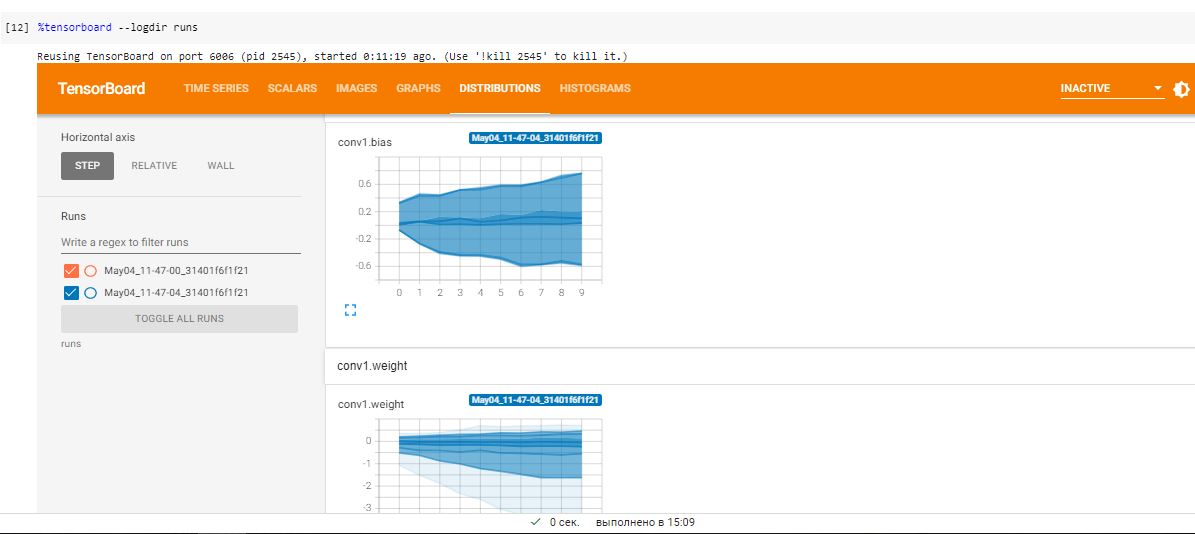 [12] %tensorboard --logdir runs
Reusing TensorBoard on port 6006 (pid 2545), started 0:11:19 ago. (Use '!kill 2545' to kill it.)
TensorBoard TIME SERIES SCALARS IMAGES GRAPHS DISTRIBUTIONS HISTOGRAMS INACTIVE
Horizontal axis
STEP RELATIVE WALL
Runs
Write a regex to filter runs
May04_11-47-00_31401f6f1f21
May04_11-47-04_31401f6f1f21
TOGGLE ALL RUNS
runs
conv1.bias
May04_11-47-04_31401f6f1f21
0.6
0.2
-0.2
-0.6
0 1 2 3 4 5 6 7 8 9
conv1.weight
conv1.weight
May04_11-47-04_31401f6f1f21
0
-1
-2
-3
0 сек. выполнено в 15:09